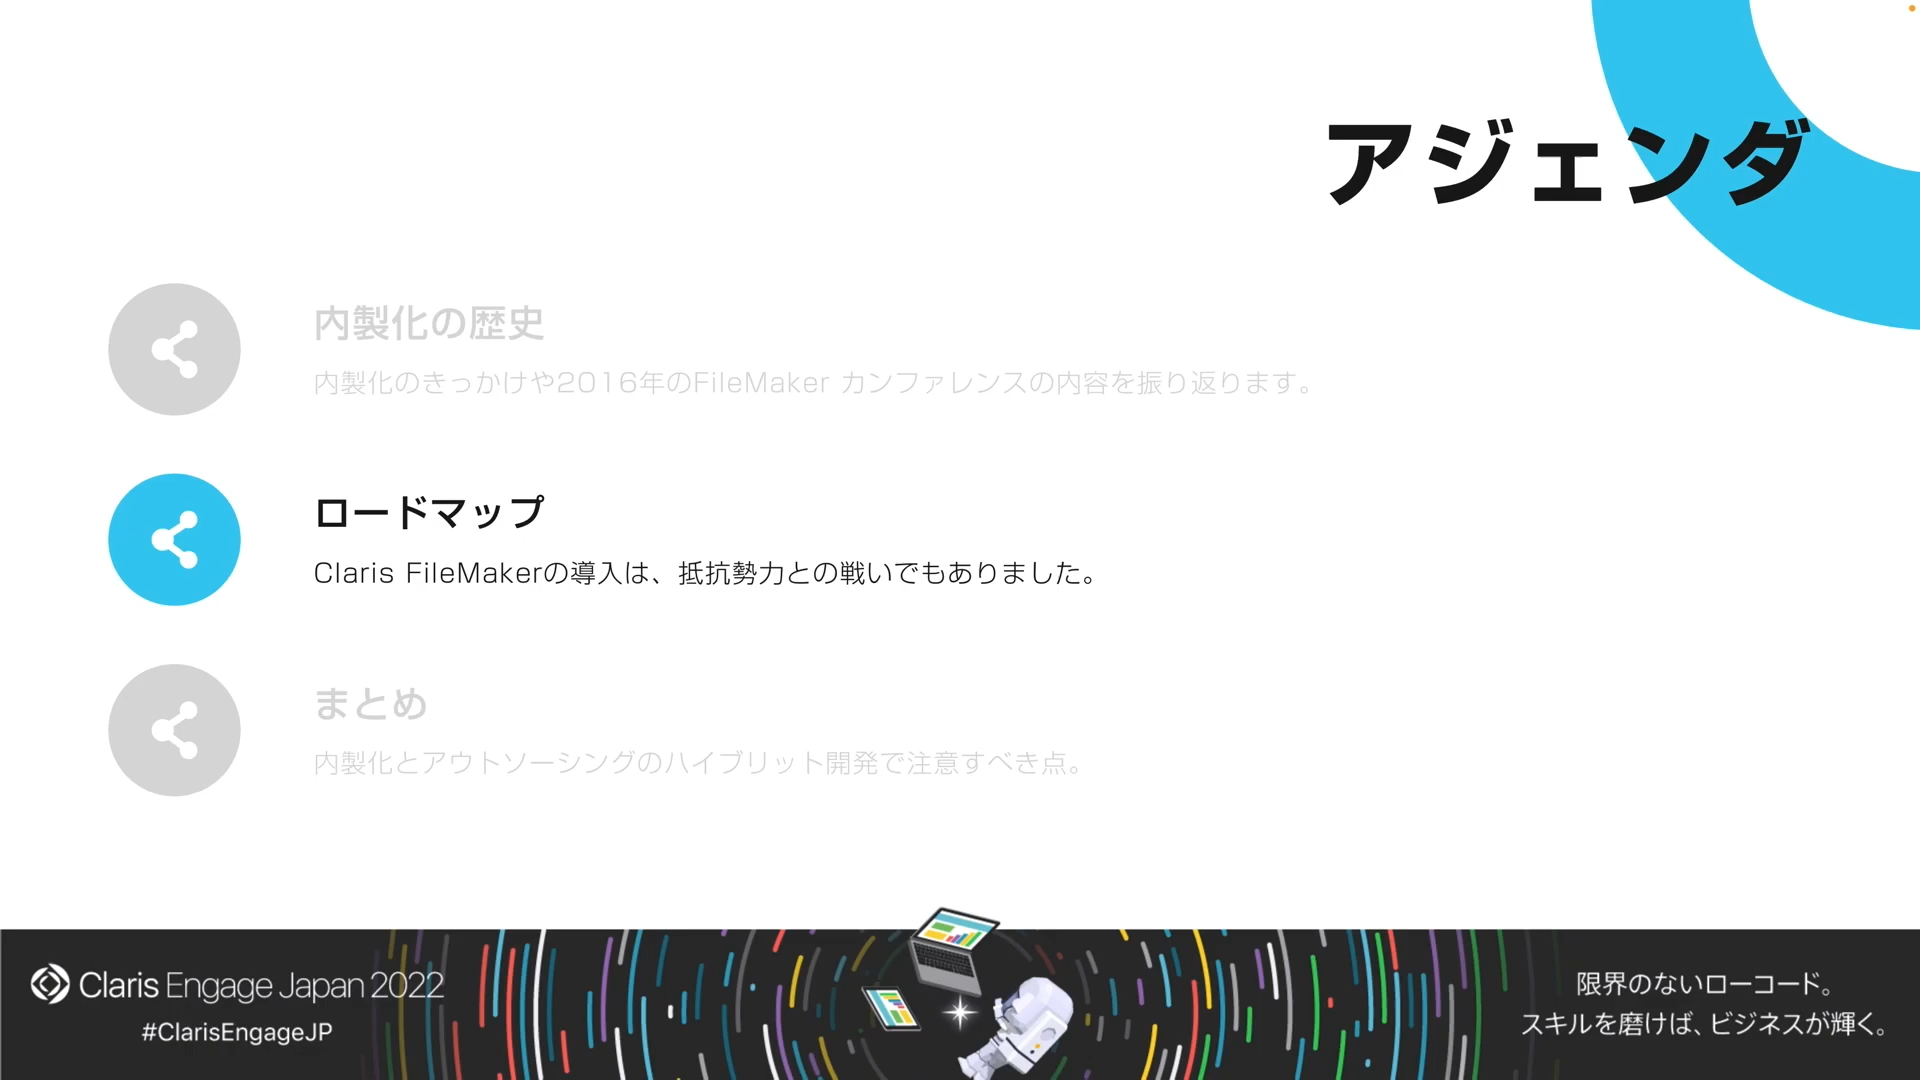 アジェンダ
内製化の歴史
内製化のきっかけや2016年のFileMaker カンファレンスの内容を振り返ります。
ロードマップ
Claris FileMakerの導入は、抵抗勢力との戦いでもありました。
まとめ
内製化とアウトソーシングのハイブリット開発で注意すべき点。
Claris Engage Japan 2022
#ClarisEngageJP
限界のないローコード。
スキルを磨けば、ビジネスが輝く。